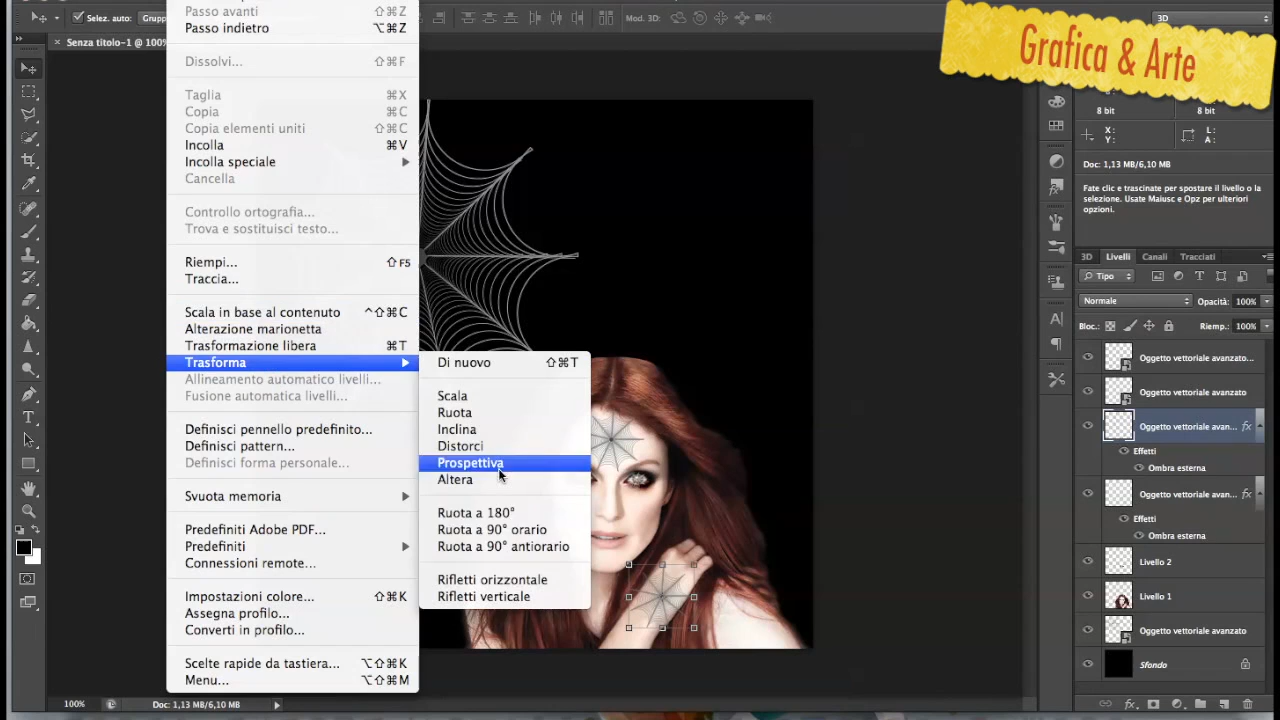 Passo avanti ⇧⌘Z
Passo indietro ⌥⌘Z
Dissolvi... ⇧⌘F
Taglia ⌘X
Copia ⌘C
Copia elementi uniti ⇧⌘C
Incolla ⌘V
Incolla speciale
Cancella
Controllo ortografia...
Trova e sostituisci testo...
Riempi... ⇧F5
Traccia...
Scala in base al contenuto ^⇧⌘C
Alterazione marionetta
Trasformazione libera ⌘T
Trasforma
Allineamento automatico livelli...
Fusione automatica livelli...
Definisci pennello predefinito...
Definisci pattern...
Definisci forma personale...
Svuota memoria
Predefiniti Adobe PDF...
Predefiniti
Connessioni remote...
Impostazioni colore... ⇧⌘K
Assegna profilo...
Converti in profilo...
Scelte rapide da tastiera... ⌥⇧⌘K
Menu... ⌥⇧⌘M
Di nuovo ⇧⌘T
Scala
Ruota
Inclina
Distorci
Prospettiva
Altera
Ruota a 180°
Ruota a 90° orario
Ruota a 90° antiorario
Rifletti orizzontale
Rifletti verticale
Selez. auto: Grupp
Mod. 3D:
3D
Senza titolo-1 @ 100%
Grafica & Arte
8 bit 8 bit
X: L:
Y: A:
Doc: 1,13 MB/6,10 MB
Fate clic e trascinate per spostare il livello o la
selezione. Usate Maiusc e Opz per ulteriori
opzioni.
3D Livelli Canali Tracciati
Tipo
Normale Opacità: 100%
Bloc.: Riemp.: 100%
Oggetto vettoriale avanzato...
Oggetto vettoriale avanzato
Oggetto vettoriale avan... fx
Effetti
Ombra esterna
Oggetto vettoriale avan... fx
Effetti
Ombra esterna
Livello 2
Livello 1
Oggetto vettoriale avanzato
Sfondo
100% Doc: 1,13 MB/6,10 MB